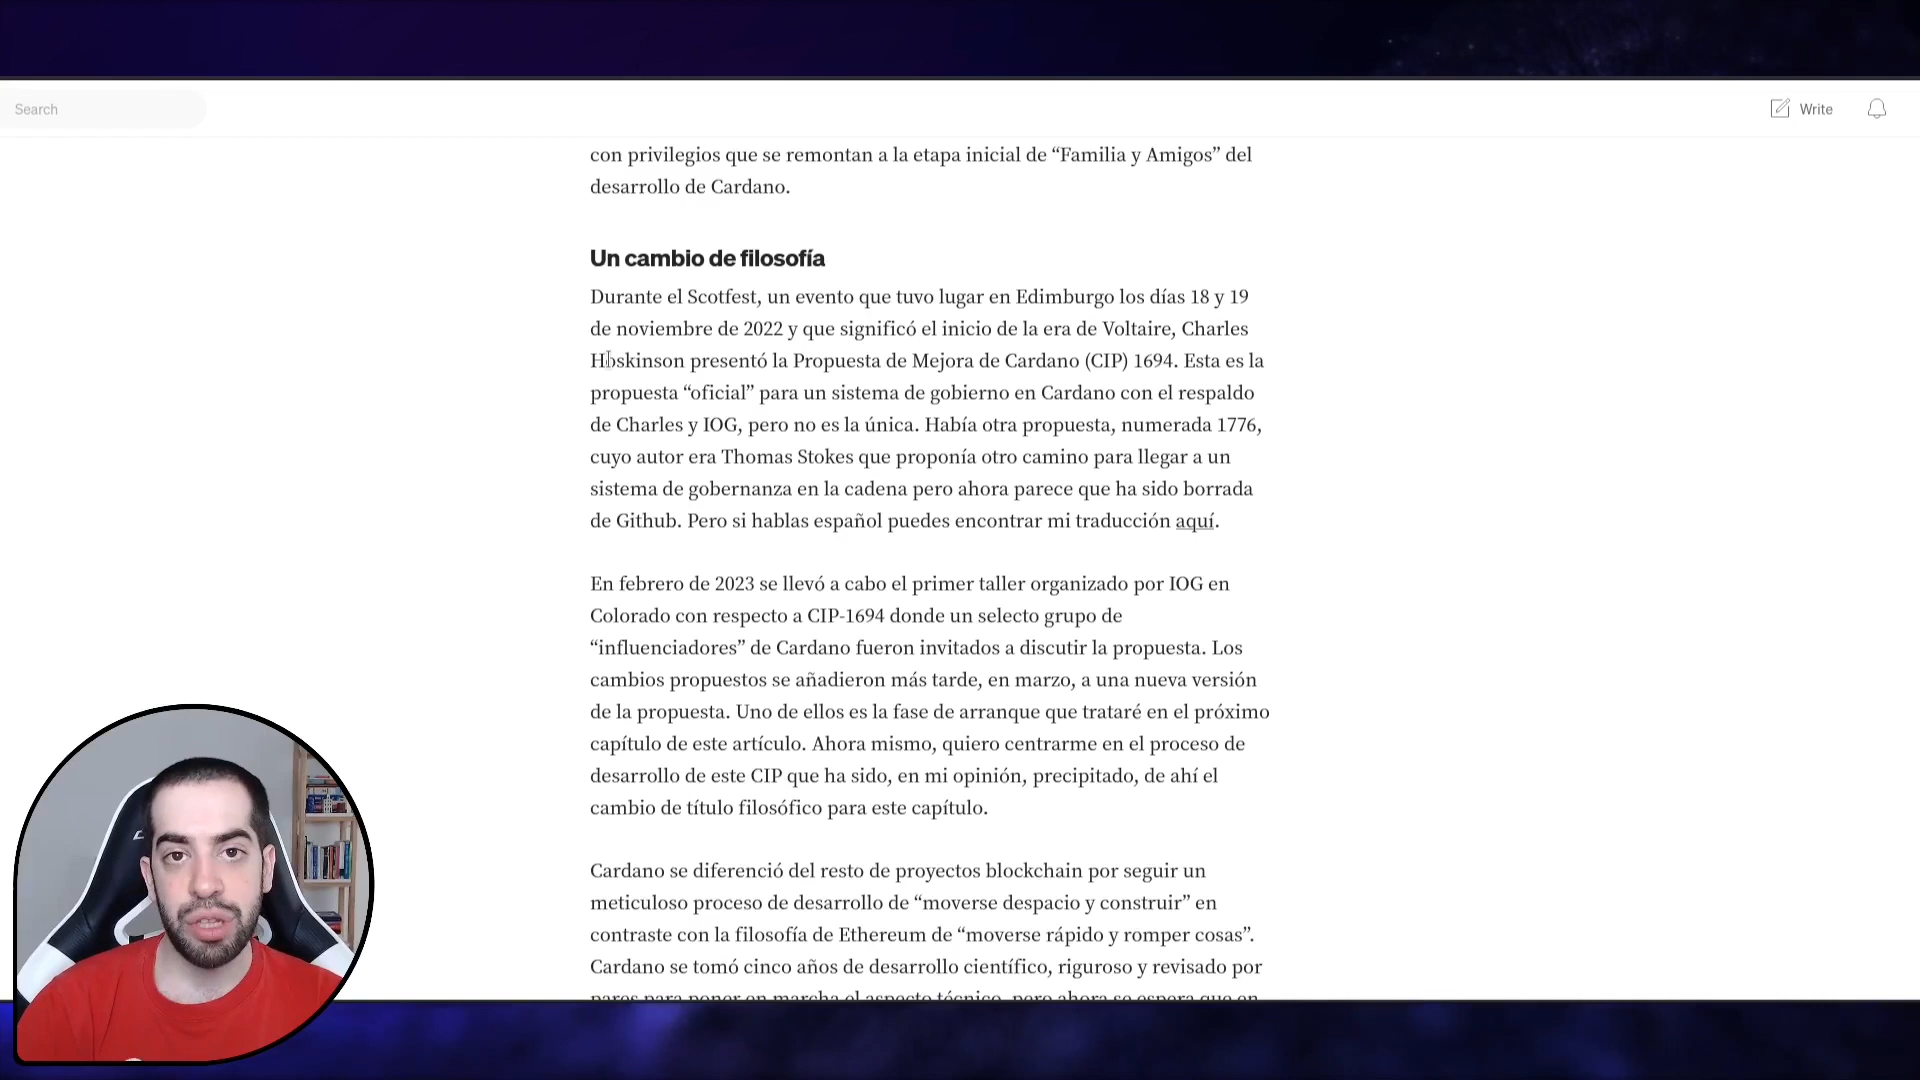 Search
Write
con privilegios que se remontan a la etapa inicial de “Familia y Amigos” del
desarrollo de Cardano.
Un cambio de filosofía
Durante el Scotfest, un evento que tuvo lugar en Edimburgo los días 18 y 19
de noviembre de 2022 y que significó el inicio de la era de Voltaire, Charles
Hoskinson presentó la Propuesta de Mejora de Cardano (CIP) 1694. Esta es la
propuesta “oficial” para un sistema de gobierno en Cardano con el respaldo
de Charles y IOG, pero no es la única. Había otra propuesta, numerada 1776,
cuyo autor era Thomas Stokes que proponía otro camino para llegar a un
sistema de gobernanza en la cadena pero ahora parece que ha sido borrada
de Github. Pero si hablas español puedes encontrar mi traducción aquí.
En febrero de 2023 se llevó a cabo el primer taller organizado por IOG en
Colorado con respecto a CIP-1694 donde un selecto grupo de
“influenciadores” de Cardano fueron invitados a discutir la propuesta. Los
cambios propuestos se añadieron más tarde, en marzo, a una nueva versión
de la propuesta. Uno de ellos es la fase de arranque que trataré en el próximo
capítulo de este artículo. Ahora mismo, quiero centrarme en el proceso de
desarrollo de este CIP que ha sido, en mi opinión, precipitado, de ahí el
cambio de título filosófico para este capítulo.
Cardano se diferenció del resto de proyectos blockchain por seguir un
meticuloso proceso de desarrollo de “moverse despacio y construir” en
contraste con la filosofía de Ethereum de “moverse rápido y romper cosas”.
Cardano se tomó cinco años de desarrollo científico, riguroso y revisado por
pares para poner en marcha el aspecto técnico, pero ahora se espera que en